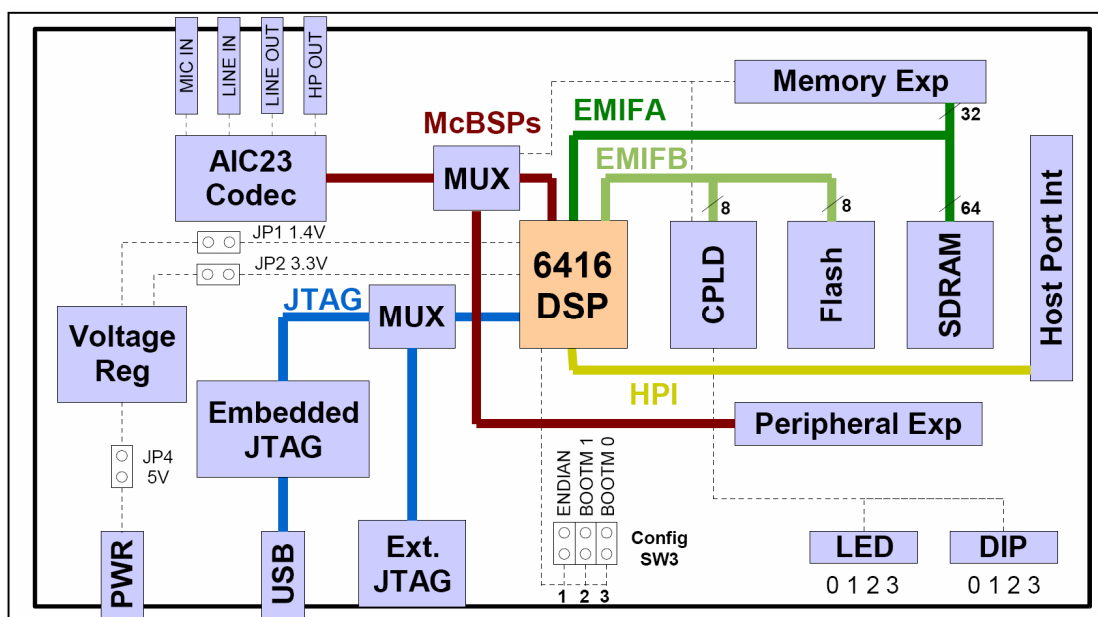 MIC IN
LINE IN
LINE OUT
HP OUT
Memory Exp
32
EMIFA
McBSPs
EMIFB
AIC23
Codec
MUX
8
8
64
JP1 1.4V
JP2 3.3V
6416
DSP
CPLD
Flash
SDRAM
Host Port Int
JTAG
MUX
Voltage
Reg
HPI
Embedded
JTAG
Peripheral Exp
JP4
5V
ENDIAN
BOOTM 1
BOOTM 0
Config
SW3
PWR
USB
Ext.
JTAG
1 2 3
LED
DIP
0 1 2 3
0 1 2 3